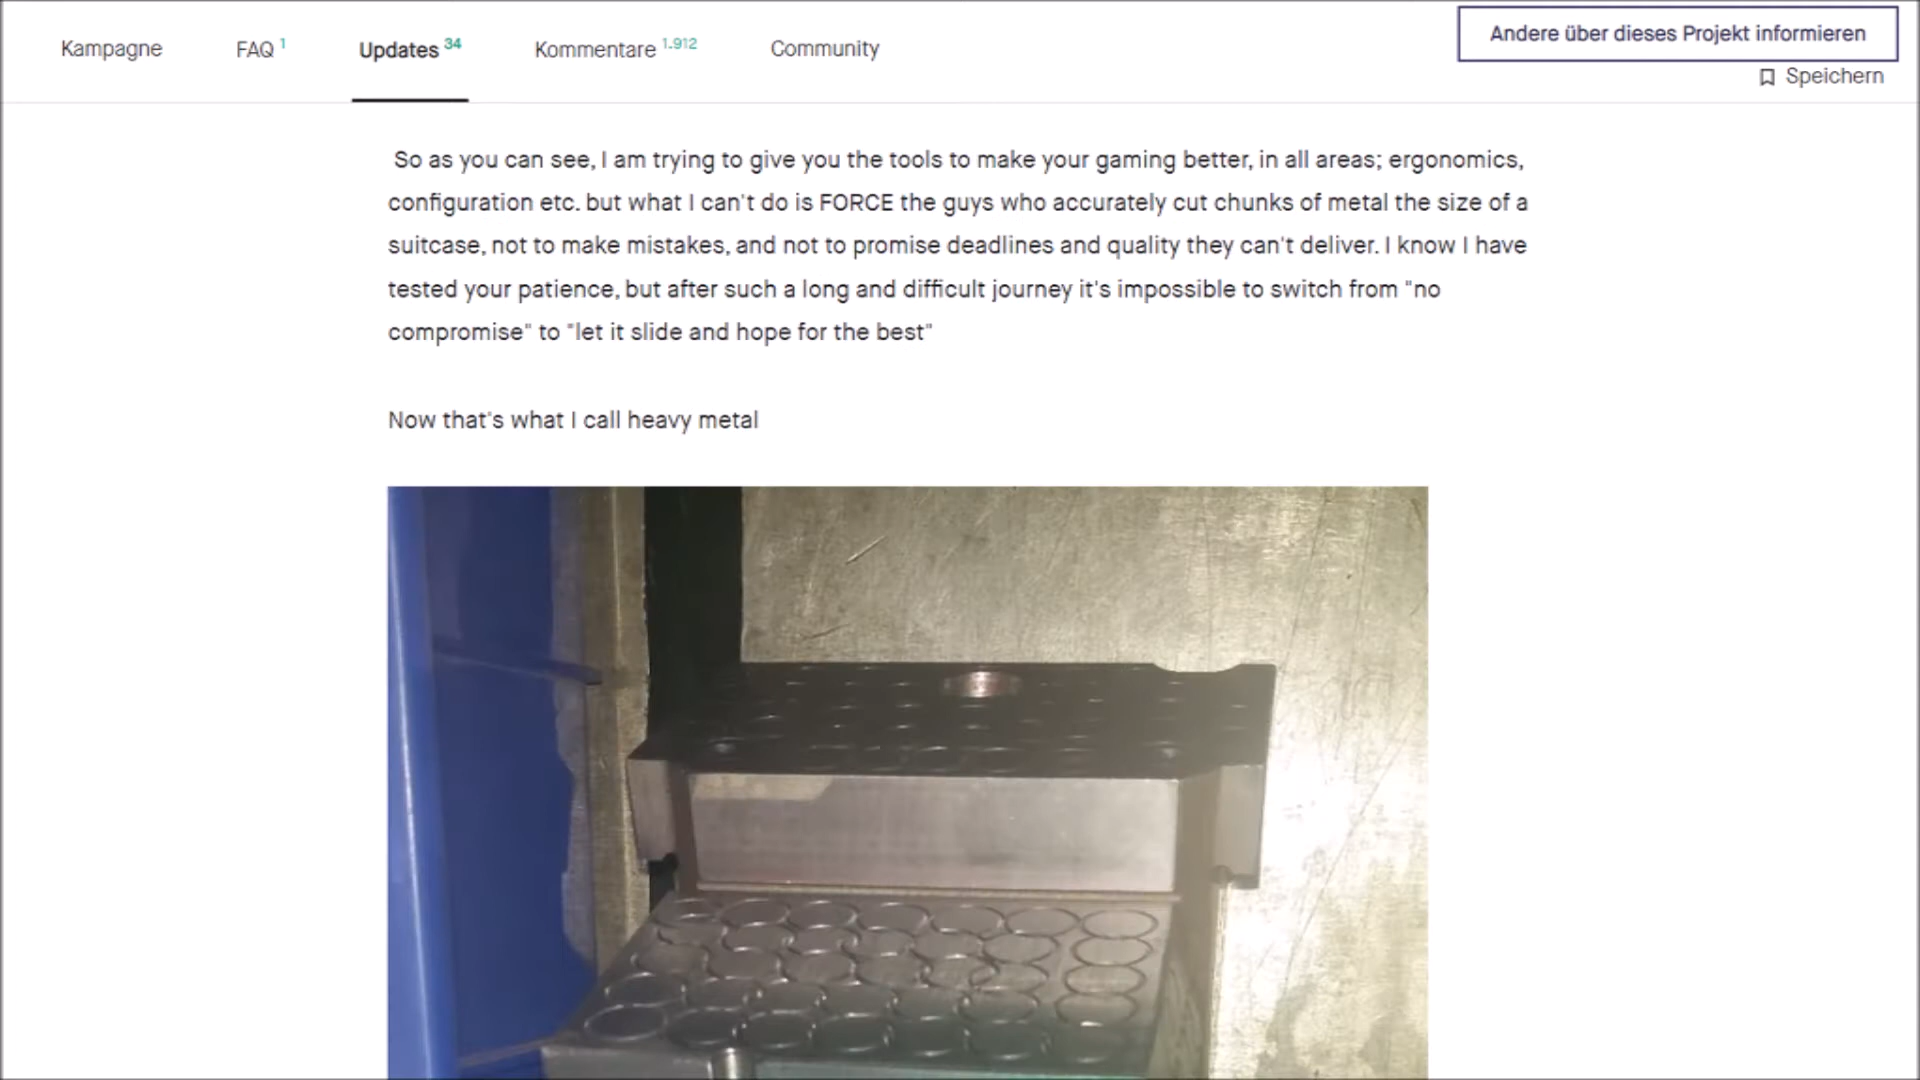 Kampagne
FAQ 1
Updates 34
Kommentare 1.912
Community
Andere über dieses Projekt informieren
Speichern
So as you can see, I am trying to give you the tools to make your gaming better, in all areas; ergonomics,
configuration etc. but what I can't do is FORCE the guys who accurately cut chunks of metal the size of a
suitcase, not to make mistakes, and not to promise deadlines and quality they can't deliver. I know I have
tested your patience, but after such a long and difficult journey it's impossible to switch from "no
compromise" to "let it slide and hope for the best"
Now that's what I call heavy metal